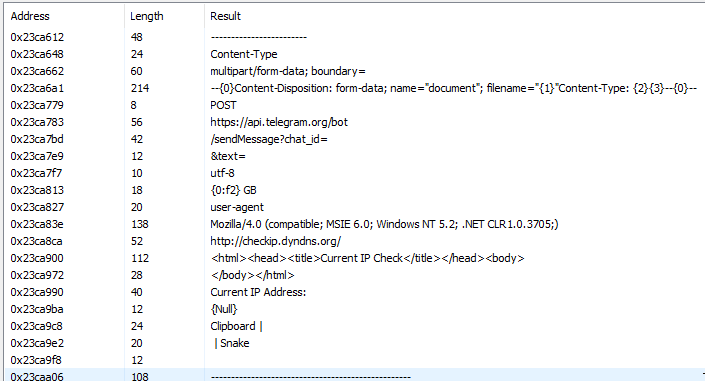 Address Length Result
0x23ca612 48 ------------------------
0x23ca648 24 Content-Type
0x23ca662 60 multipart/form-data; boundary=
0x23ca6a1 214 --{0}Content-Disposition: form-data; name="document"; filename="{1}"Content-Type: {2}{3}--{0}--
0x23ca779 8 POST
0x23ca783 56 https://api.telegram.org/bot
0x23ca7bd 42 /sendMessage?chat_id=
0x23ca7e9 12 &text=
0x23ca7f7 10 utf-8
0x23ca813 18 {0:f2} GB
0x23ca827 20 user-agent
0x23ca83e 138 Mozilla/4.0 (compatible; MSIE 6.0; Windows NT 5.2; .NET CLR1.0.3705;)
0x23ca8ca 52 http://checkip.dyndns.org/
0x23ca900 112 <html><head><title>Current IP Check</title></head><body>
0x23ca972 28 </body></html>
0x23ca990 40 Current IP Address:
0x23ca9ba 12 {Null}
0x23ca9c8 24 Clipboard |
0x23ca9e2 20 | Snake
0x23ca9f8 12
0x23caa06 108 ------------------------------------------------------